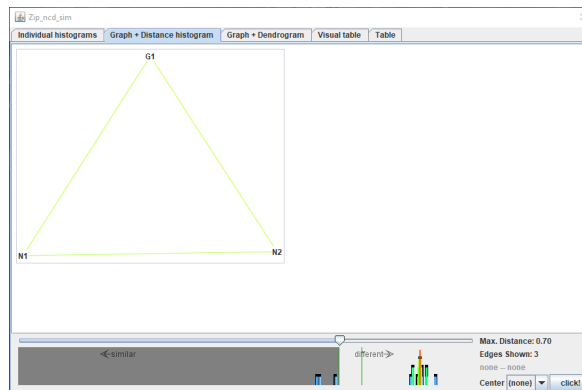 Zip_ncd_sim
Individual histograms Graph + Distance histogram Graph + Dendrogram Visual table Table
G1
N1 N2
similar different
Max. Distance: 0.70
Edges Shown: 3
none -- none
Center (none) click!